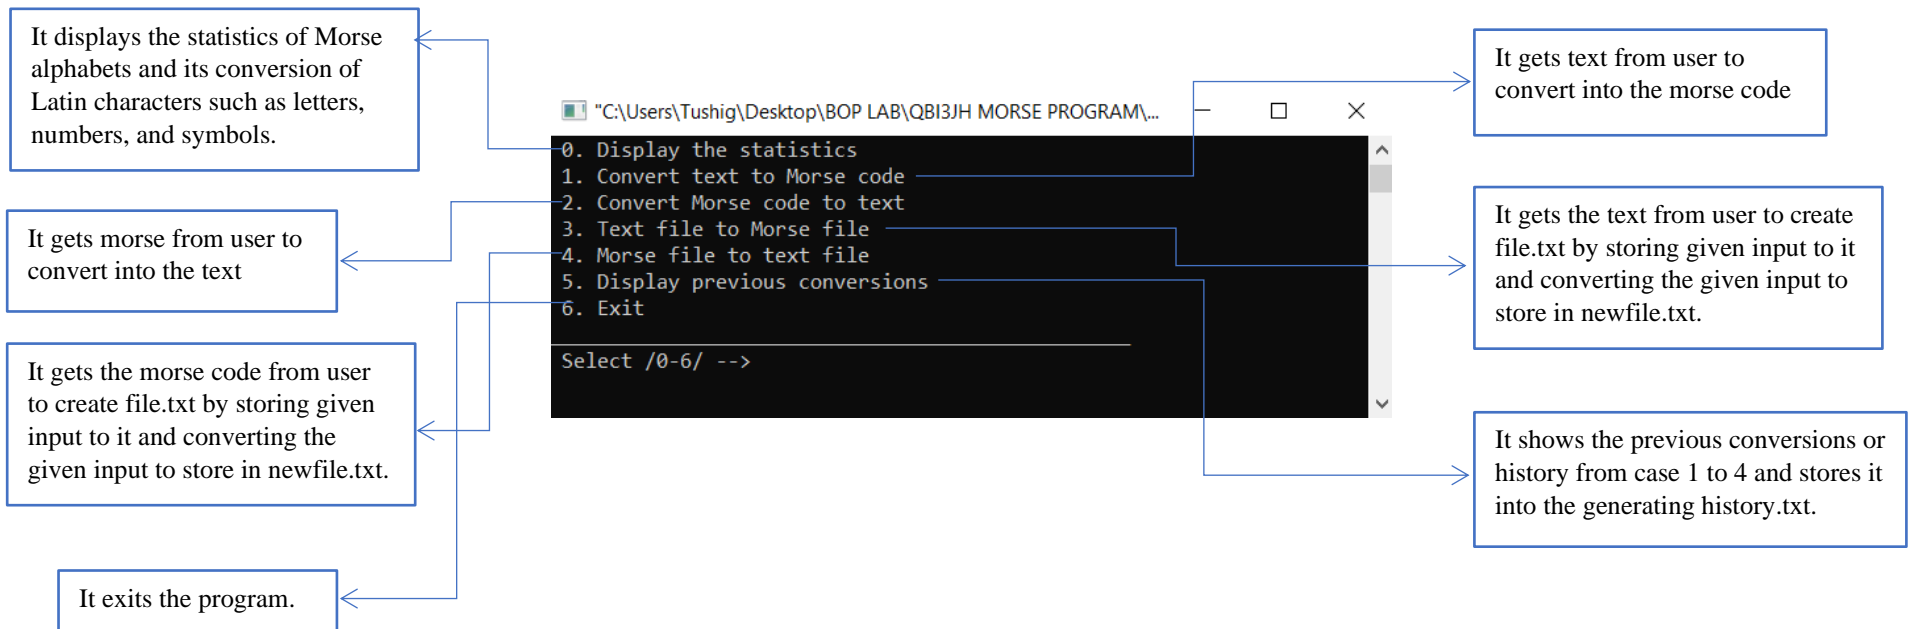 It displays the statistics of Morse
alphabets and its conversion of
Latin characters such as letters,
numbers, and symbols.
It gets morse from user to
convert into the text
It gets the morse code from user
to create file.txt by storing given
input to it and converting the
given input to store in newfile.txt.
It exits the program.
"C:\Users\Tushig\Desktop\BOP LAB\QBI3JH MORSE PROGRAM\...
0. Display the statistics
1. Convert text to Morse code
2. Convert Morse code to text
3. Text file to Morse file
4. Morse file to text file
5. Display previous conversions
6. Exit
Select /0-6/ -->
It gets text from user to
convert into the morse code
It gets the text from user to create
file.txt by storing given input to it
and converting the given input to
store in newfile.txt.
It shows the previous conversions or
history from case 1 to 4 and stores it
into the generating history.txt.